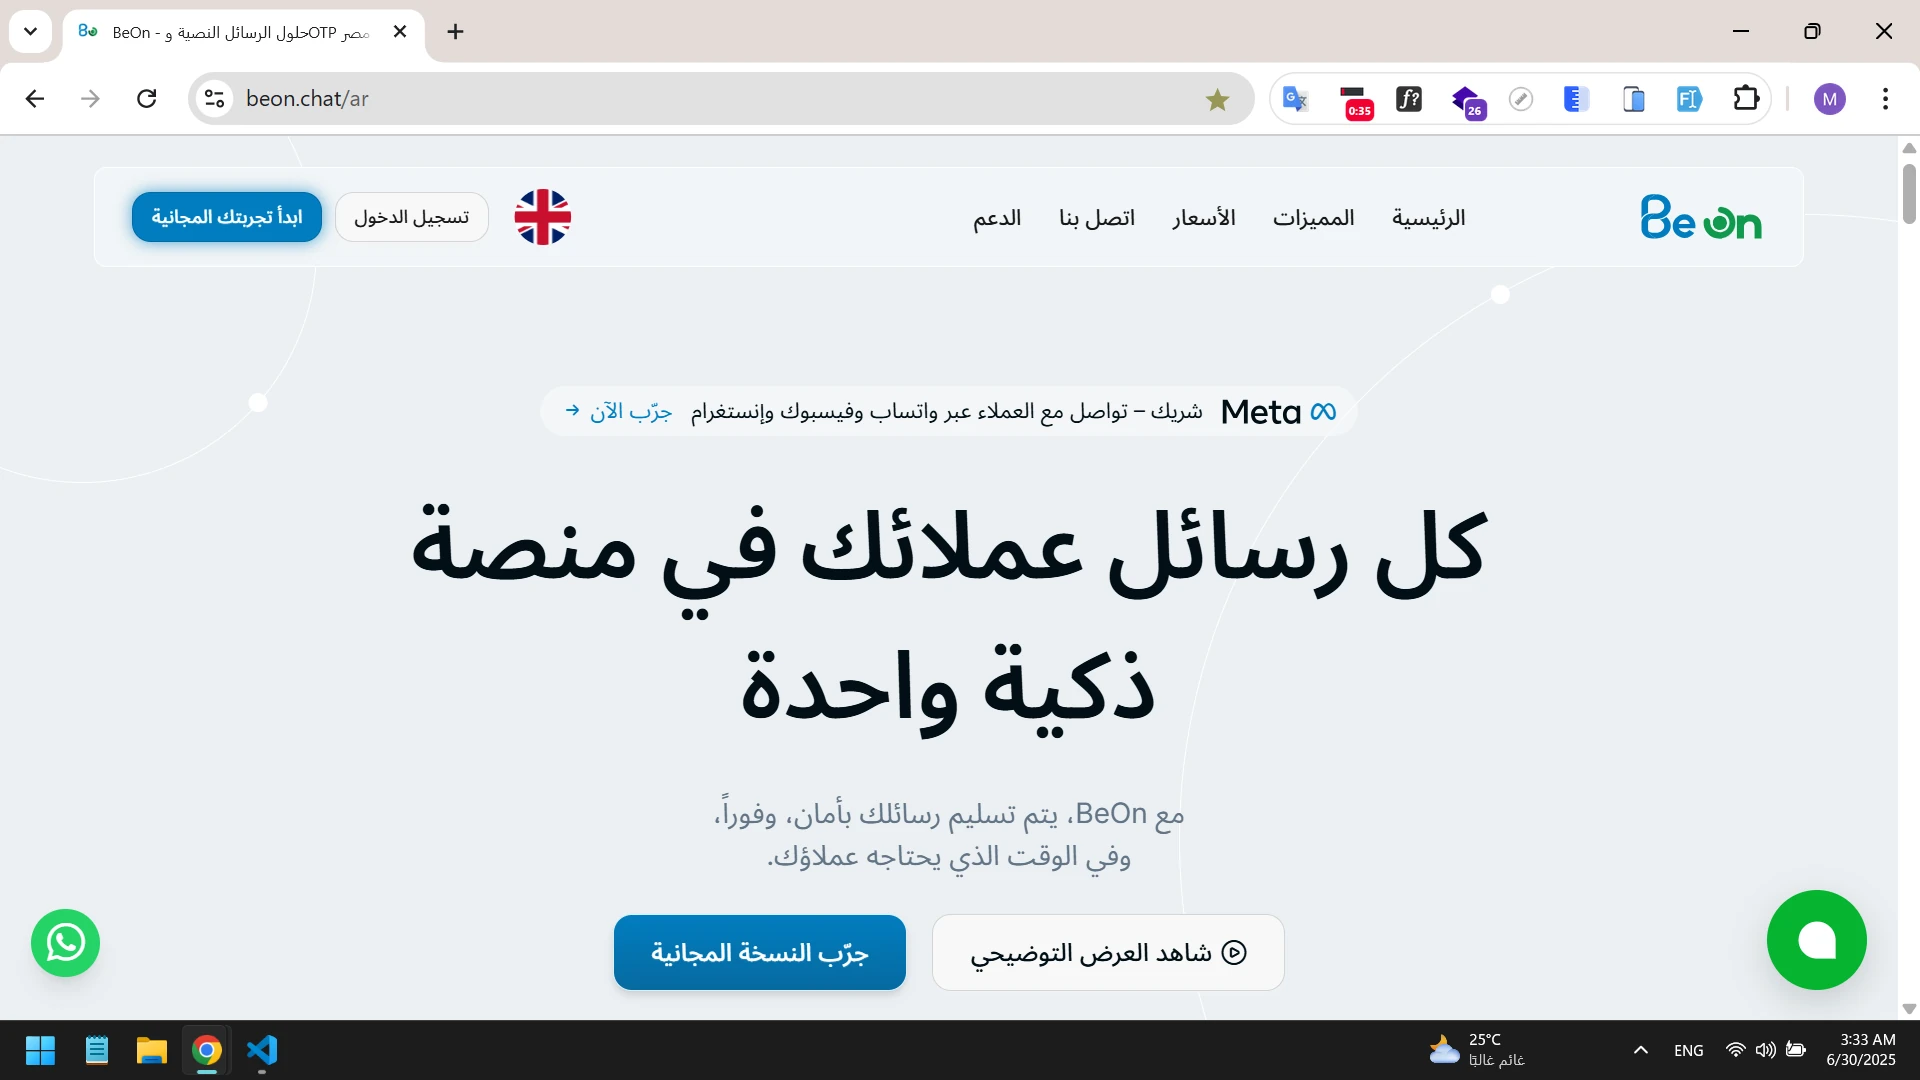 BeOn - حلول الرسائل النصية و OTP مصر
beon.chat/ar
0:35
f?
26
M
BeOn
الرئيسية
المميزات
الأسعار
اتصل بنا
الدعم
تسجيل الدخول
ابدأ تجربتك المجانية
Meta شريك – تواصل مع العملاء عبر واتساب وفيسبوك وإنستغرام جرّب الآن →
كل رسائل عملائك في منصة
ذكية واحدة
مع BeOn، يتم تسليم رسائلك بأمان، وفوراً،
وفي الوقت الذي يحتاجه عملاؤك.
شاهد العرض التوضيحي
جرّب النسخة المجانية
25°C
غائم غالبًا
ENG
3:33 AM
6/30/2025